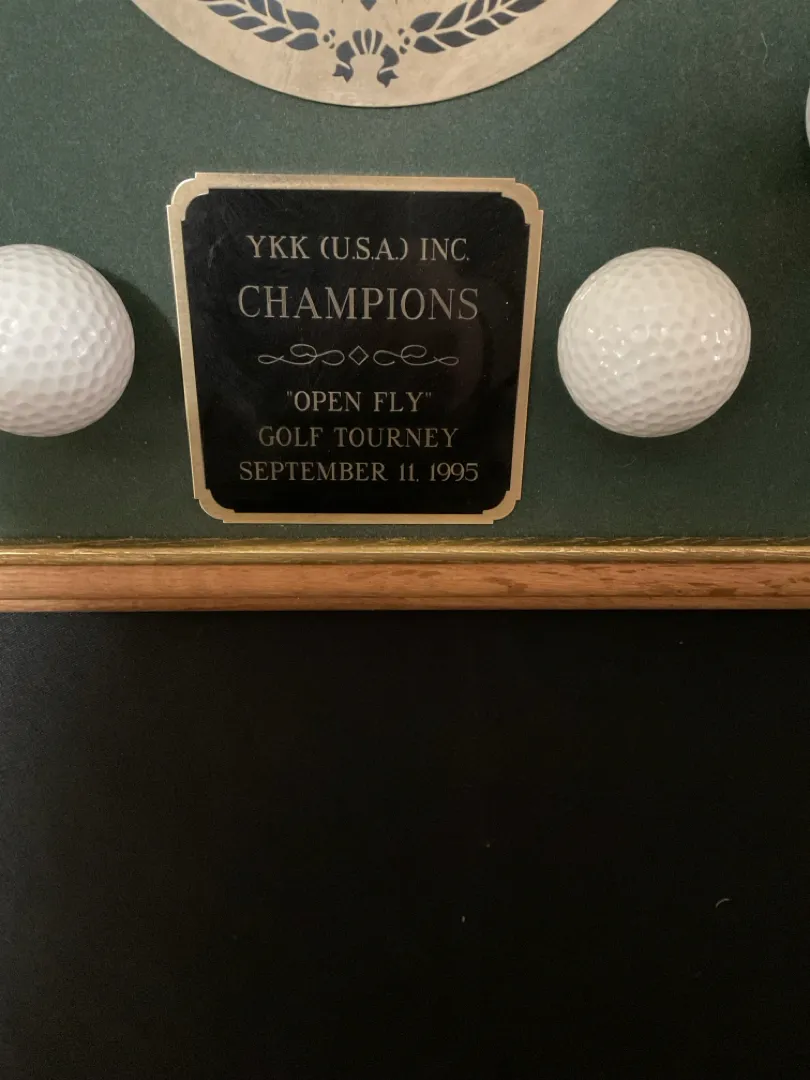 YKK (U.S.A.) INC.
CHAMPIONS
"OPEN FLY"
GOLF TOURNEY
SEPTEMBER 11, 1995